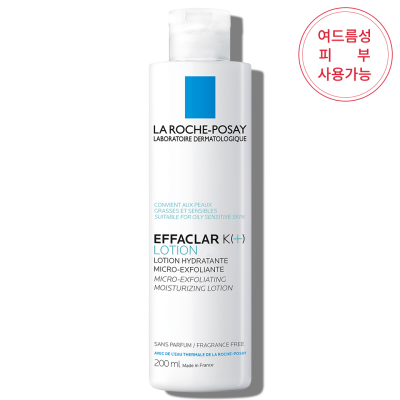 여드름성
피 부
사용가능
LA ROCHE-POSAY
LABORATOIRE DERMATOLOGIQUE
CONVIENT AUX PEAUX
GRASSES ET SENSIBLES
SUITABLE FOR OILY SENSITIVE SKIN
EFFACLAR K(+)
LOTION
LOTION HYDRATANTE
MICRO-EXFOLIANTE
MICRO-EXFOLIATING
MOISTURIZING LOTION
SANS PARFUM / FRAGRANCE FREE
AVEC DE L'EAU THERMALE DE LA ROCHE-POSAY
200 ml Made in France